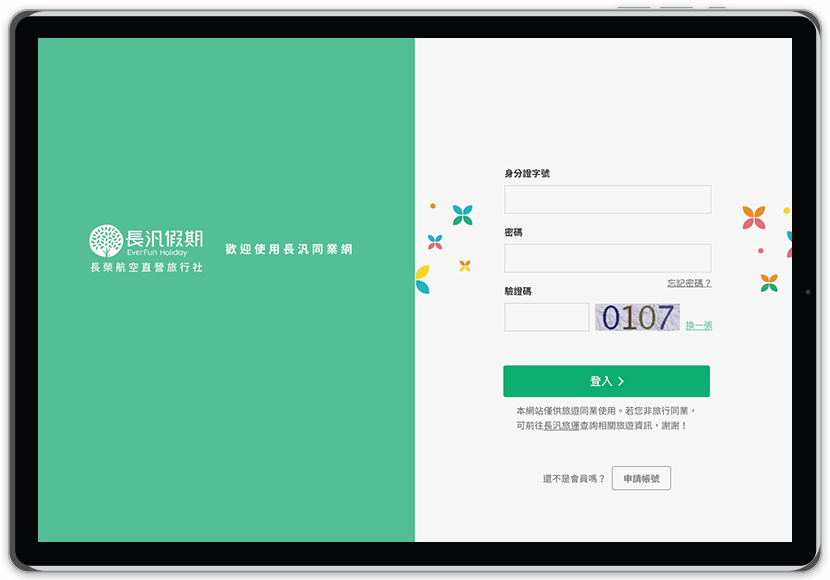 長汎假期
EverFun Holiday
長榮航空直營旅行社
歡迎使用長汎同業網
身分證字號
密碼
忘記密碼？
驗證碼
0107
換一張
登入
本網站僅供旅遊同業使用。若您非旅行同業，
可前往長汎旅運查詢相關旅遊資訊，謝謝！
還不是會員嗎？ 申請帳號